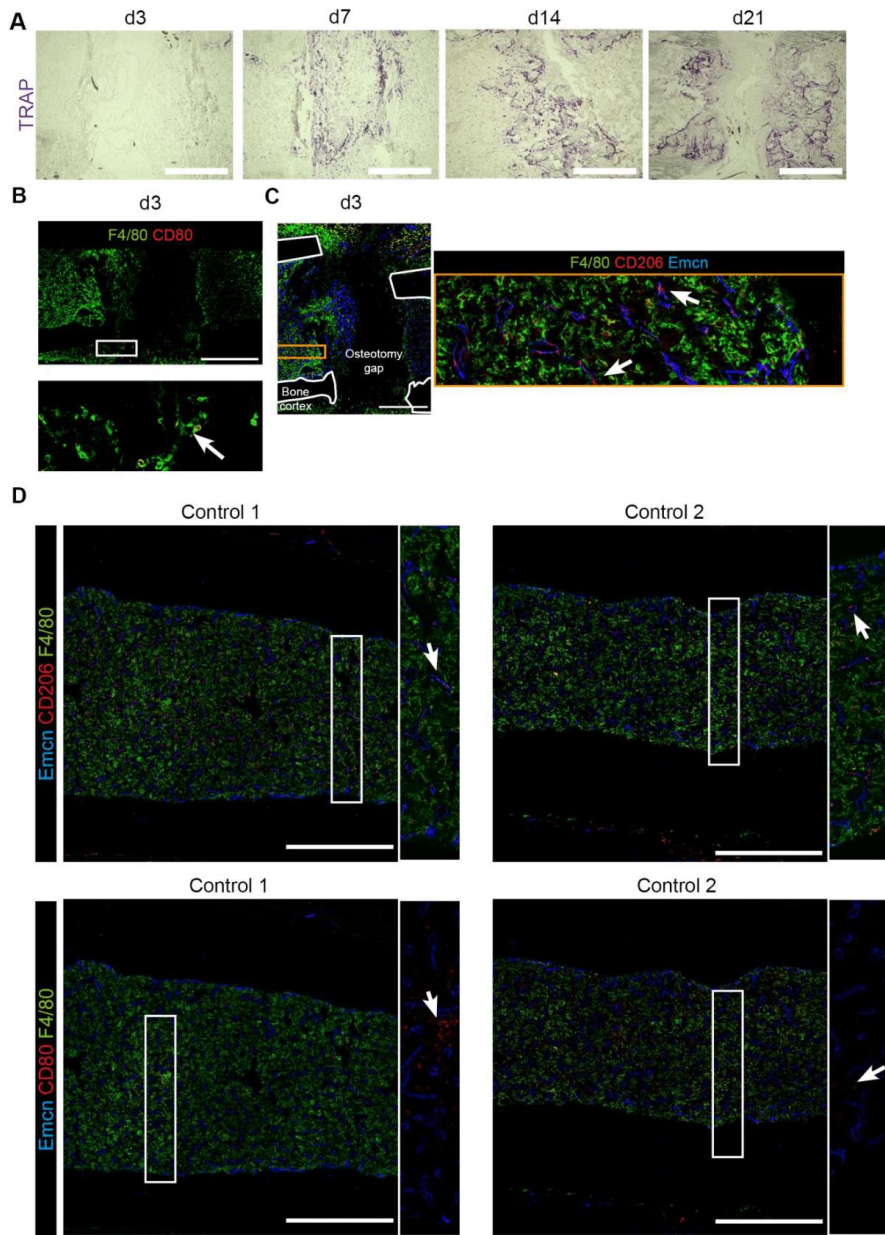 A
d3
d7
d14
d21
TRAP
B
d3
F4/80 CD80
C
d3
Osteotomy
gap
Bone
cortex
F4/80 CD206 Emcn
D
Control 1
Control 2
Emcn CD206 F4/80
Control 1
Control 2
Emcn CD80 F4/80